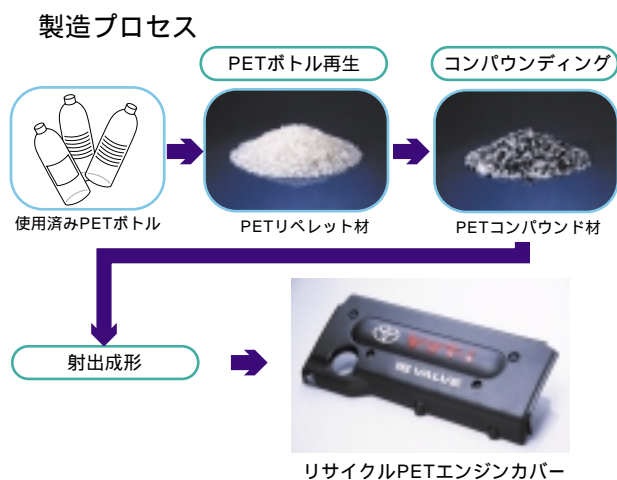 製造プロセス
PETボトル再生
コンパウンディング
使用済みPETボトル
PETリペレット材
PETコンパウンド材
射出成形
VVT-i
16 VALVE
リサイクルPETエンジンカバー